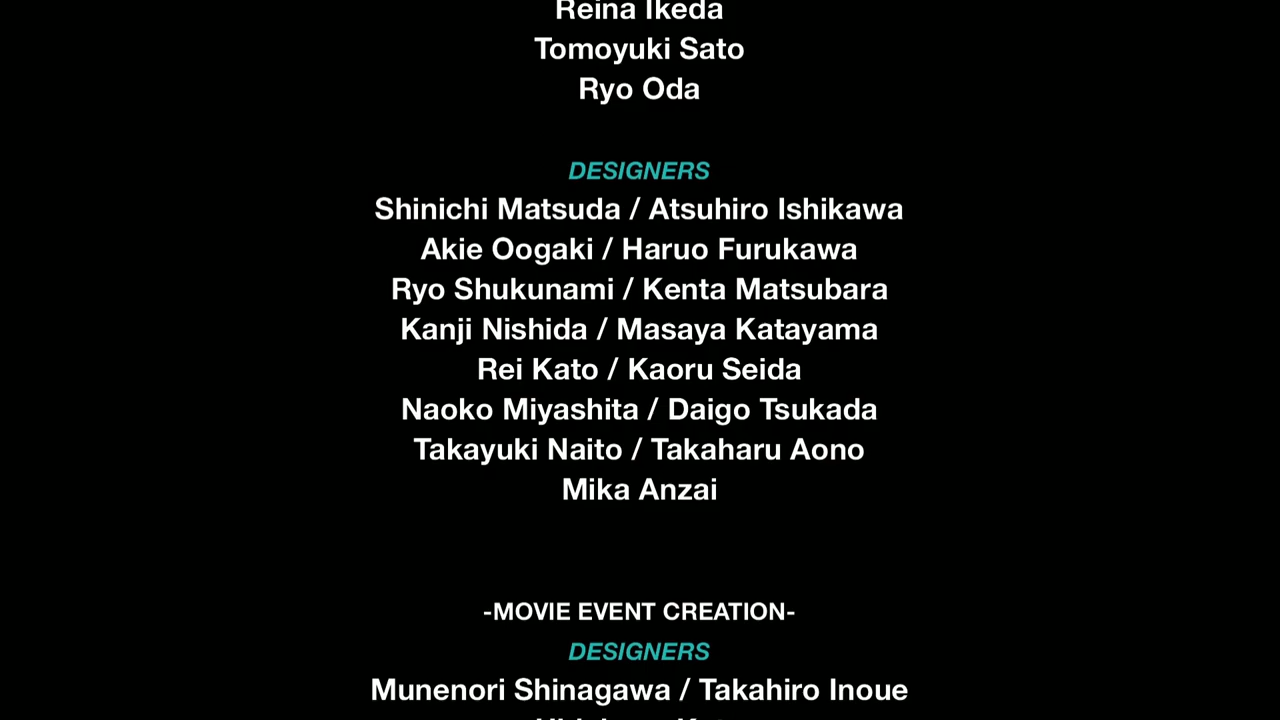 Reina Ikeda
Tomoyuki Sato
Ryo Oda
DESIGNERS
Shinichi Matsuda / Atsuhiro Ishikawa
Akie Oogaki / Haruo Furukawa
Ryo Shukunami / Kenta Matsubara
Kanji Nishida / Masaya Katayama
Rei Kato / Kaoru Seida
Naoko Miyashita / Daigo Tsukada
Takayuki Naito / Takaharu Aono
Mika Anzai
-MOVIE EVENT CREATION-
DESIGNERS
Munenori Shinagawa / Takahiro Inoue